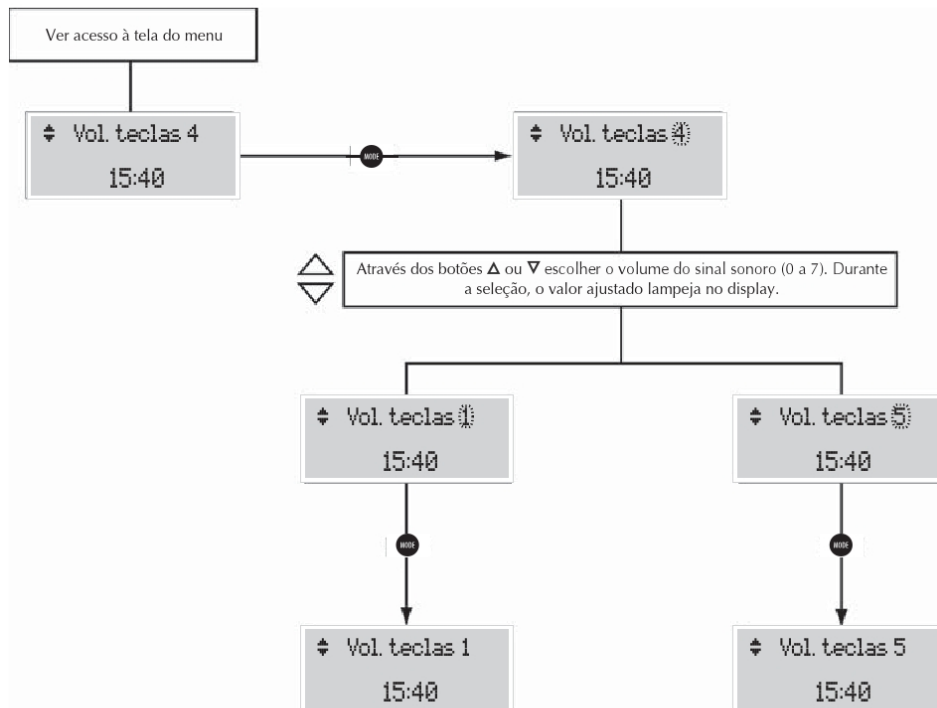 Ver acesso à tela do menu
Vol. teclas 4
15:40
MODE
Vol. teclas 4
15:40
Através dos botões Δ ou ∇ escolher o volume do sinal sonoro (0 a 7). Durante
a seleção, o valor ajustado lampeja no display.
Vol. teclas 1
15:40
Vol. teclas 5
15:40
MODE
MODE
Vol. teclas 1
15:40
Vol. teclas 5
15:40